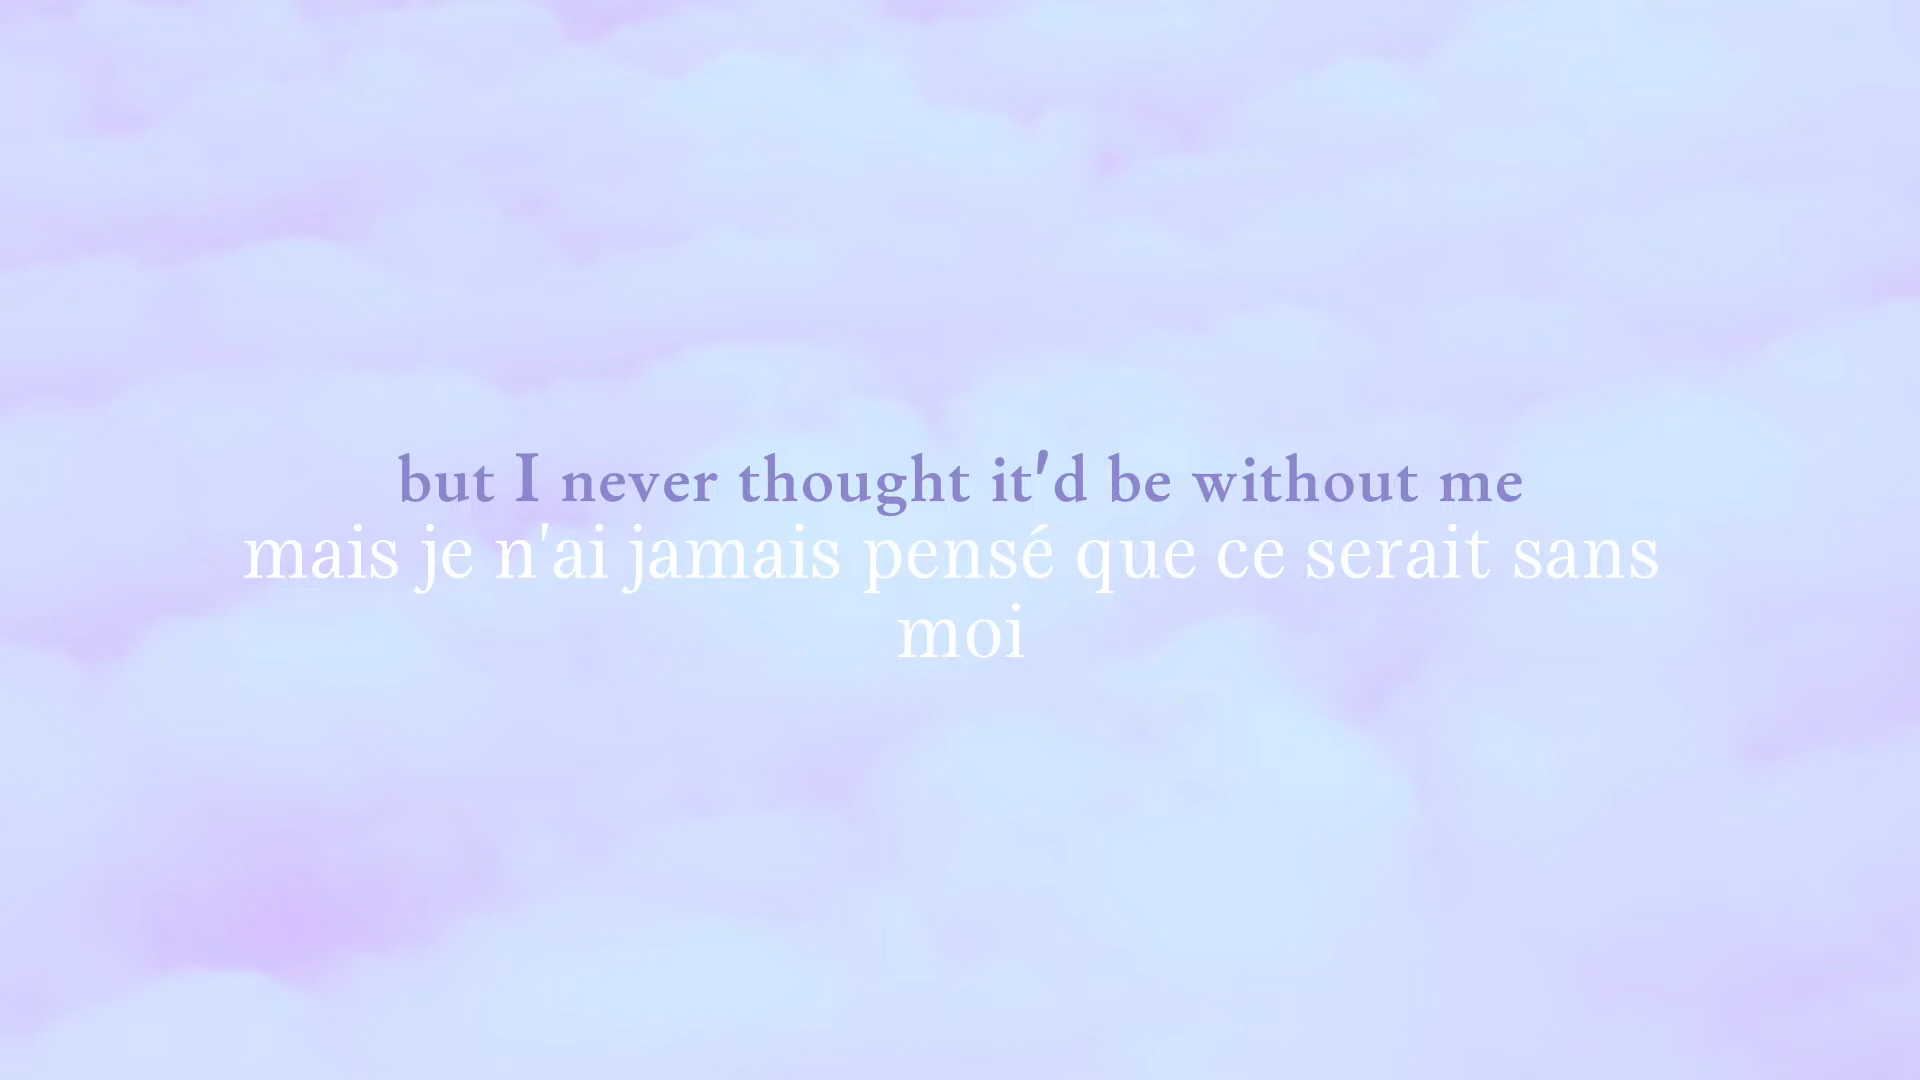 but I never thought it'd be without me
mais je n'ai jamais pensé que ce serait sans
moi